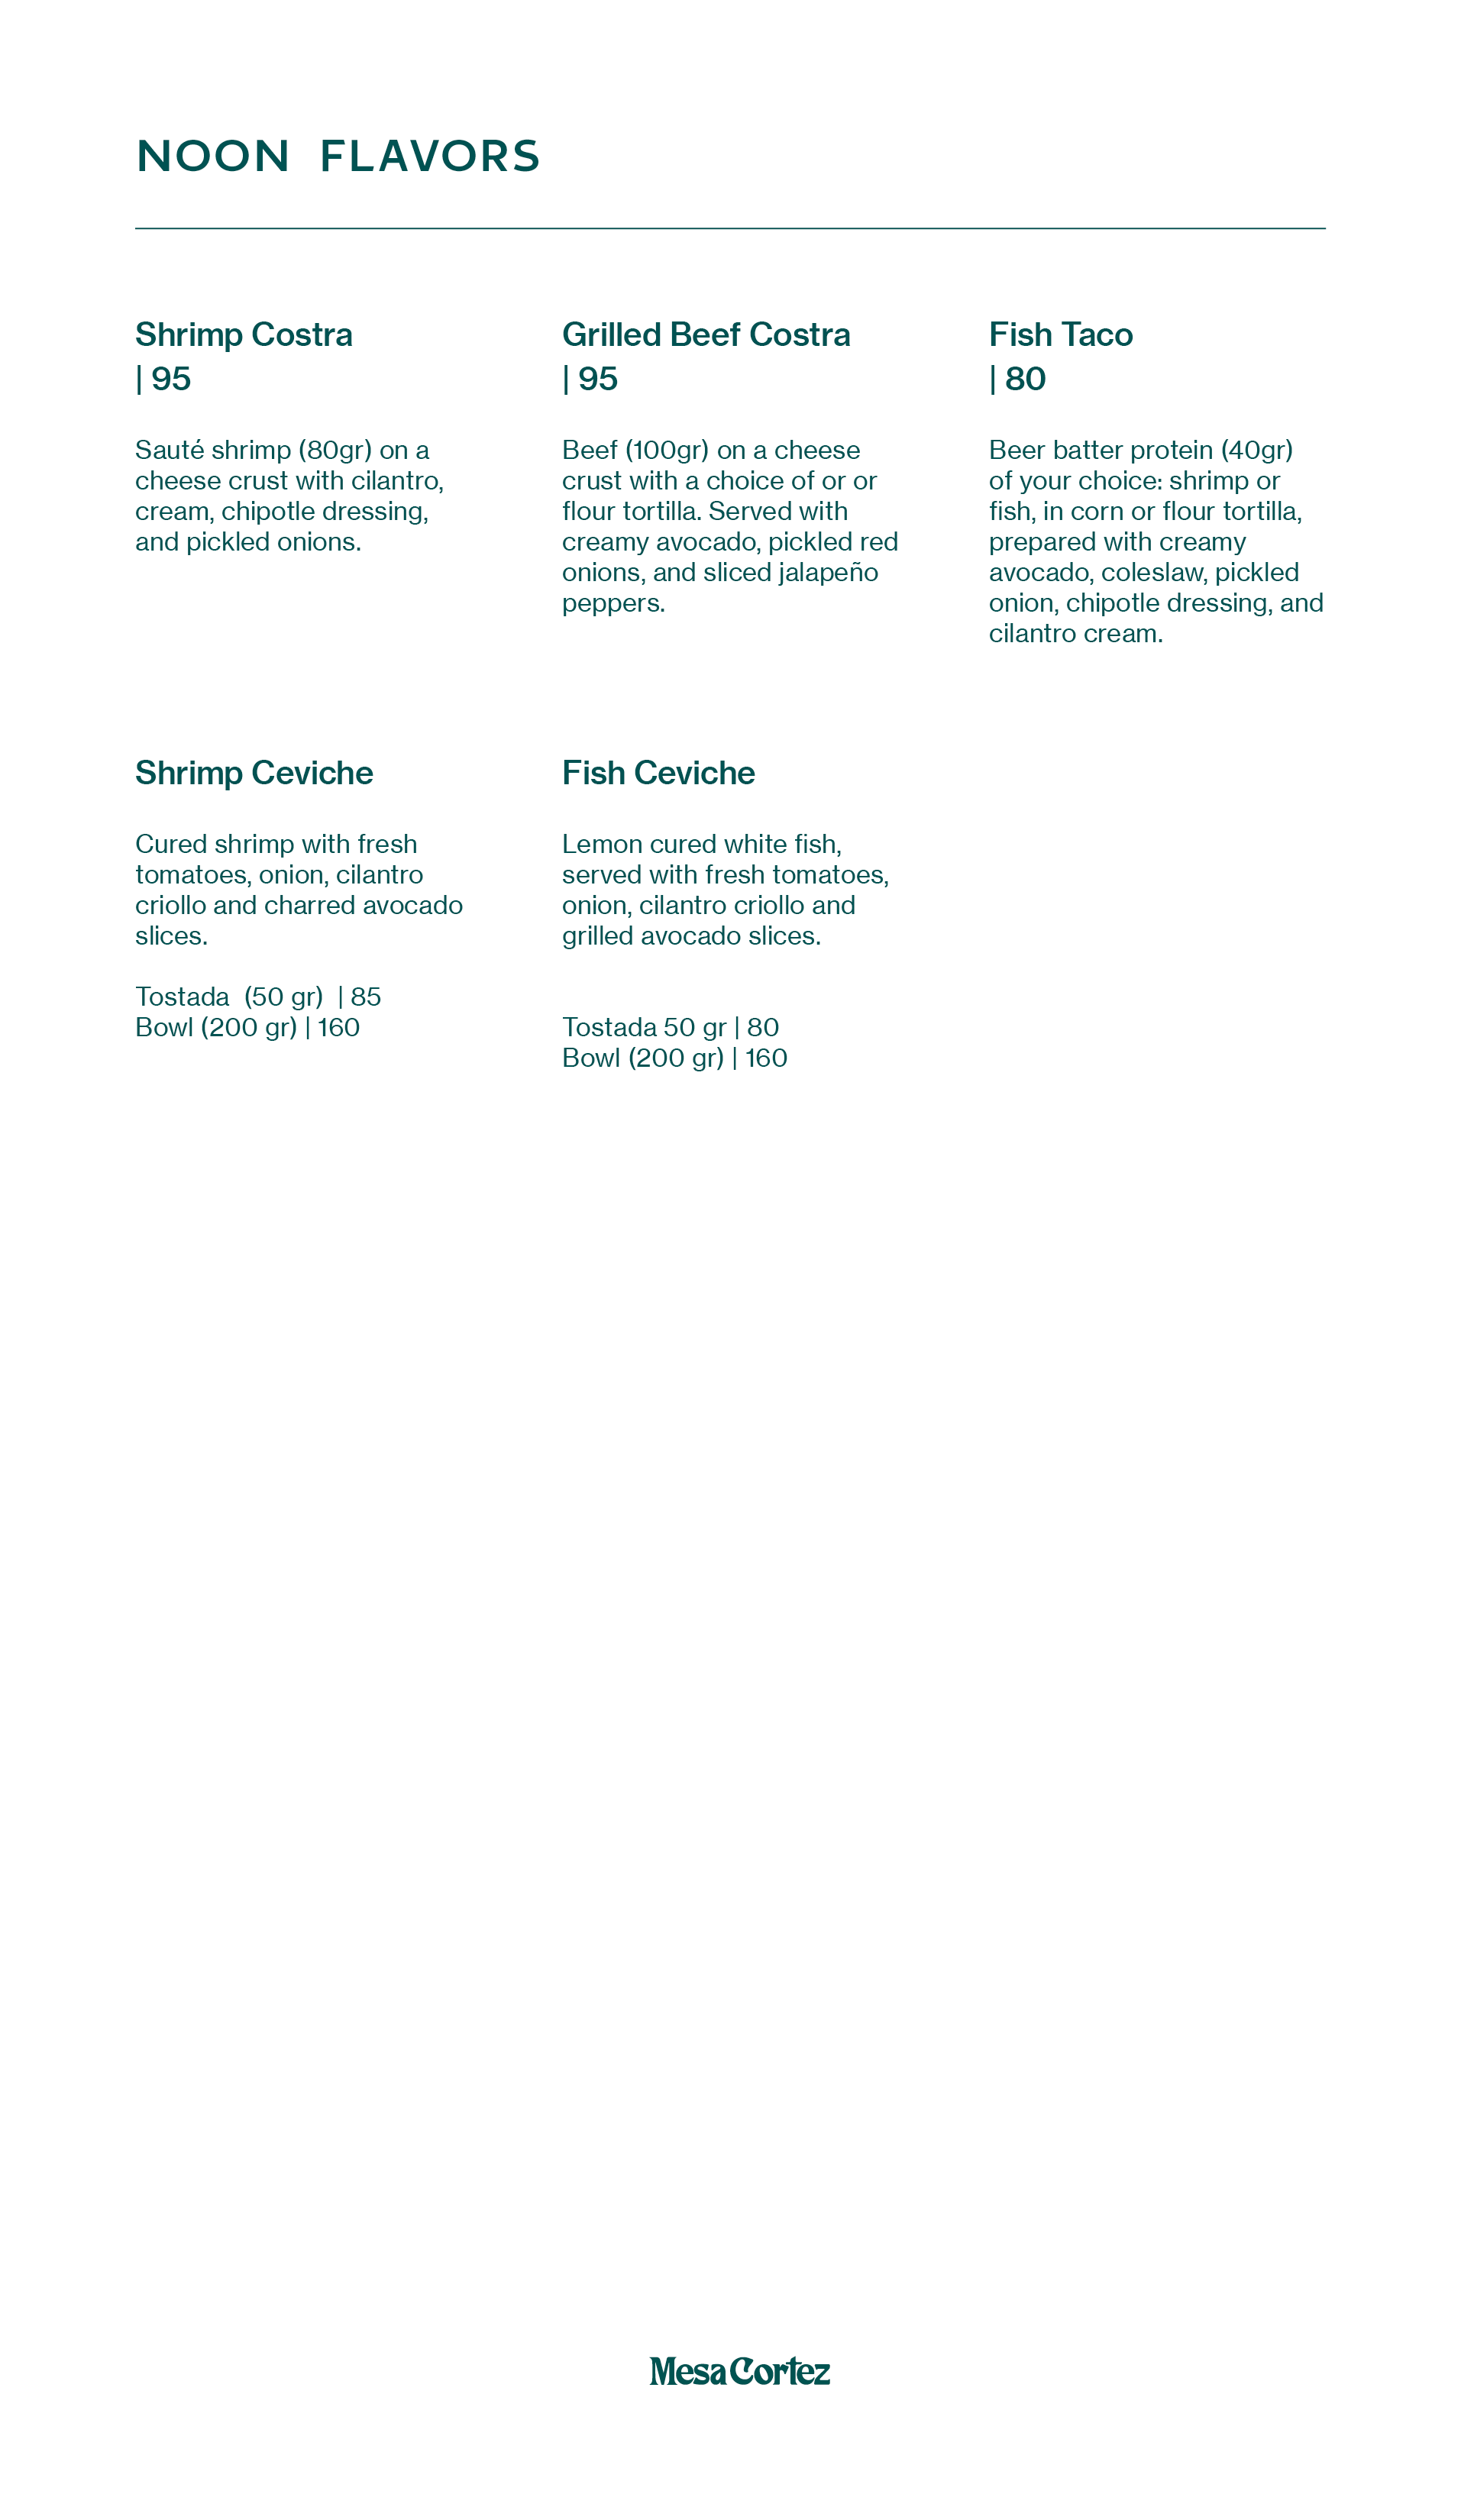 NOON FLAVORS
Shrimp Costra
| 95
Sauté shrimp (80gr) on a
cheese crust with cilantro,
cream, chipotle dressing,
and pickled onions.
Grilled Beef Costra
| 95
Beef (100gr) on a cheese
crust with a choice of or or
flour tortilla. Served with
creamy avocado, pickled red
onions, and sliced jalapeño
peppers.
Fish Taco
| 80
Beer batter protein (40gr)
of your choice: shrimp or
fish, in corn or flour tortilla,
prepared with creamy
avocado, coleslaw, pickled
onion, chipotle dressing, and
cilantro cream.
Shrimp Ceviche
Cured shrimp with fresh
tomatoes, onion, cilantro
criollo and charred avocado
slices.
Tostada (50 gr) | 85
Bowl (200 gr) | 160
Fish Ceviche
Lemon cured white fish,
served with fresh tomatoes,
onion, cilantro criollo and
grilled avocado slices.
Tostada 50 gr | 80
Bowl (200 gr) | 160
Mesa Cortez